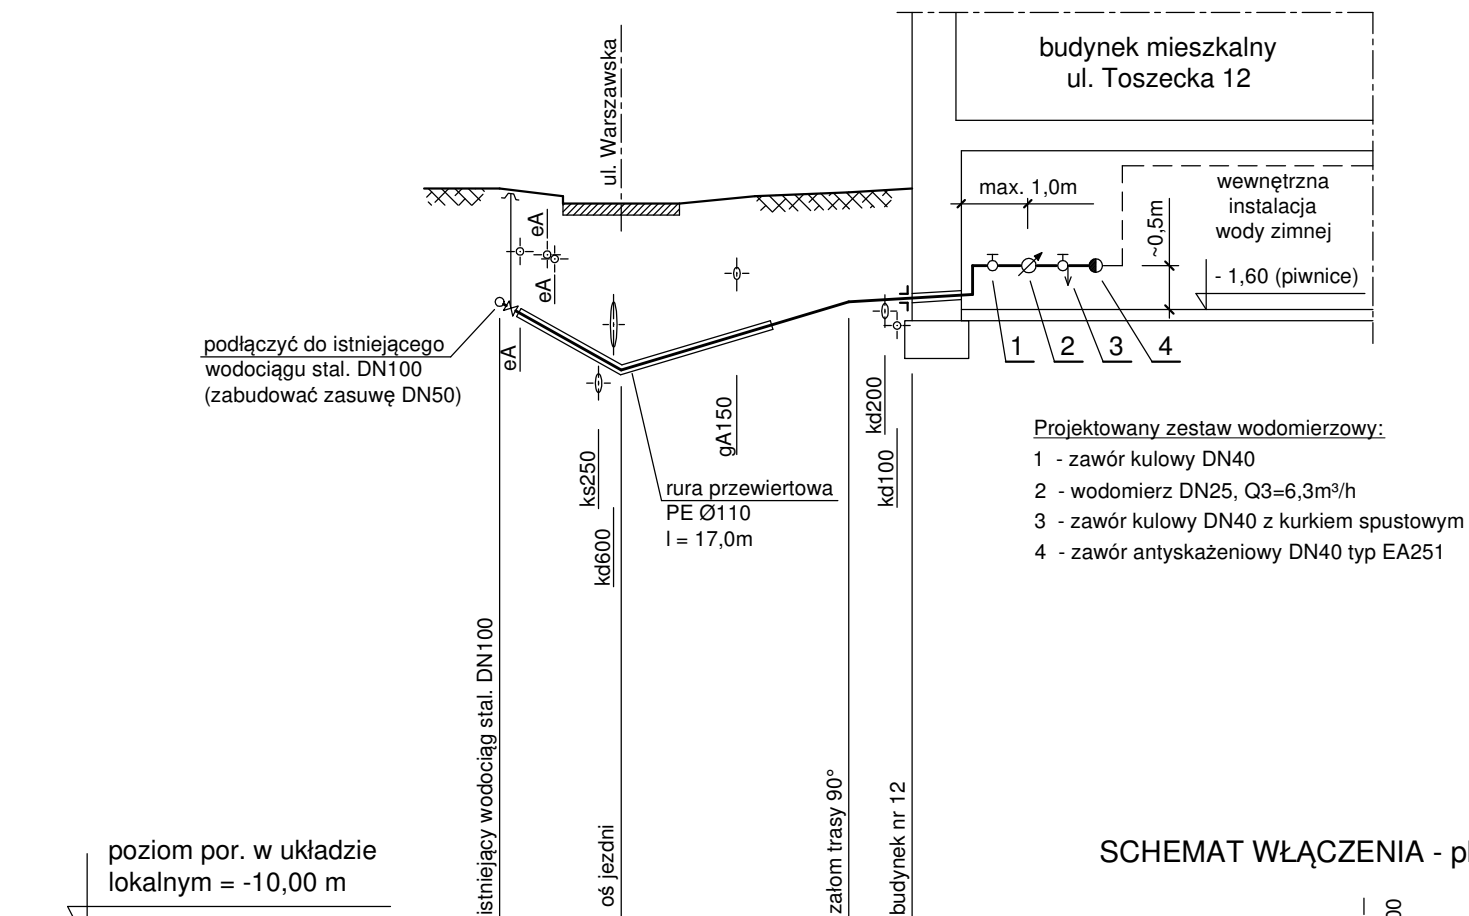 budynek mieszkalny
ul. Toszecka 12
ul. Warszawska
max. 1,0m
wewnętrzna
instalacja
wody zimnej
~0,5m
- 1,60 (piwnice)
eA
eA
eA
1
2
3
4
podłączyć do istniejącego
wodociągu stal. DN100
(zabudować zasuwę DN50)
ks250
kd600
gA150
kd200
kd100
rura przewiertowa
PE Ø110
l = 17,0m
Projektowany zestaw wodomierzowy:
1 - zawór kulowy DN40
2 - wodomierz DN25, Q3=6,3m³/h
3 - zawór kulowy DN40 z kurkiem spustowym
4 - zawór antyskażeniowy DN40 typ EA251
istniejący wodociąg stal. DN100
oś jezdni
załom trasy 90°
budynek nr 12
poziom por. w układzie
lokalnym = -10,00 m
SCHEMAT WŁĄCZENIA -